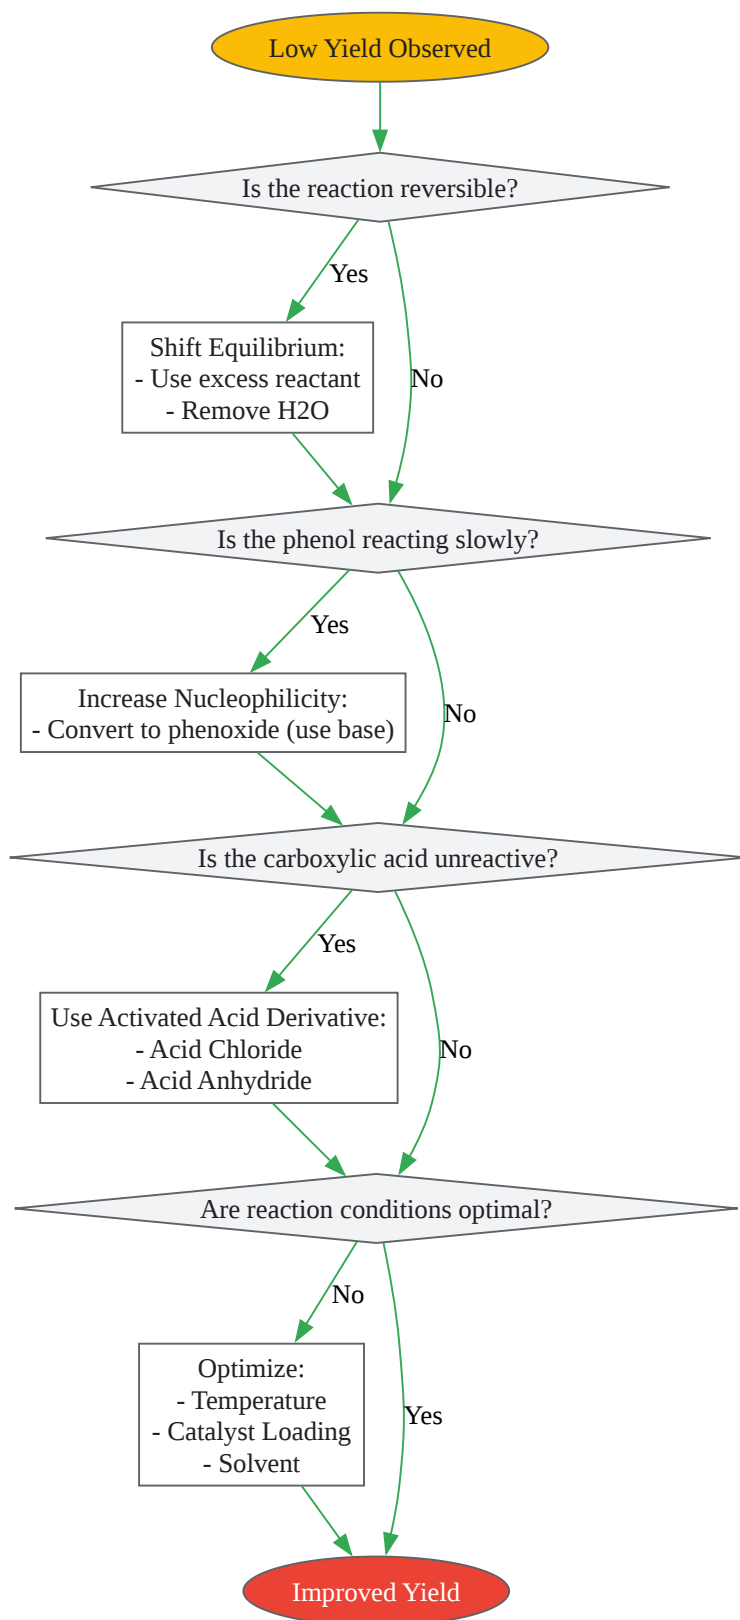 Low Yield Observed
Is the reaction reversible?
Yes
Shift Equilibrium:
- Use excess reactant
- Remove H2O
No
Is the phenol reacting slowly?
Yes
Increase Nucleophilicity:
- Convert to phenoxide (use base)
No
Is the carboxylic acid unreactive?
Yes
Use Activated Acid Derivative:
- Acid Chloride
- Acid Anhydride
No
Are reaction conditions optimal?
No
Optimize:
- Temperature
- Catalyst Loading
- Solvent
Yes
Improved Yield